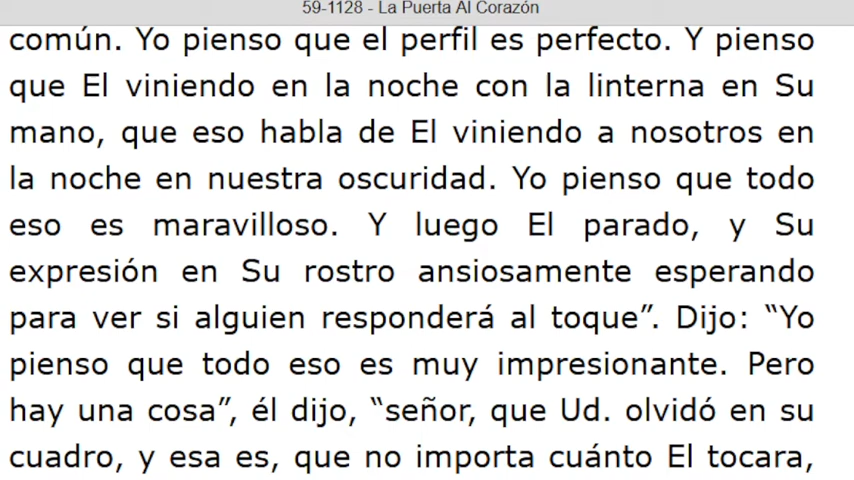 59-1128 - La Puerta Al Corazón
común. Yo pienso que el perfil es perfecto. Y pienso
que El viniendo en la noche con la linterna en Su
mano, que eso habla de El viniendo a nosotros en
la noche en nuestra oscuridad. Yo pienso que todo
eso es maravilloso. Y luego El parado, y Su
expresión en Su rostro ansiosamente esperando
para ver si alguien responderá al toque”. Dijo: “Yo
pienso que todo eso es muy impresionante. Pero
hay una cosa”, él dijo, “señor, que Ud. olvidó en su
cuadro, y esa es, que no importa cuánto El tocara,